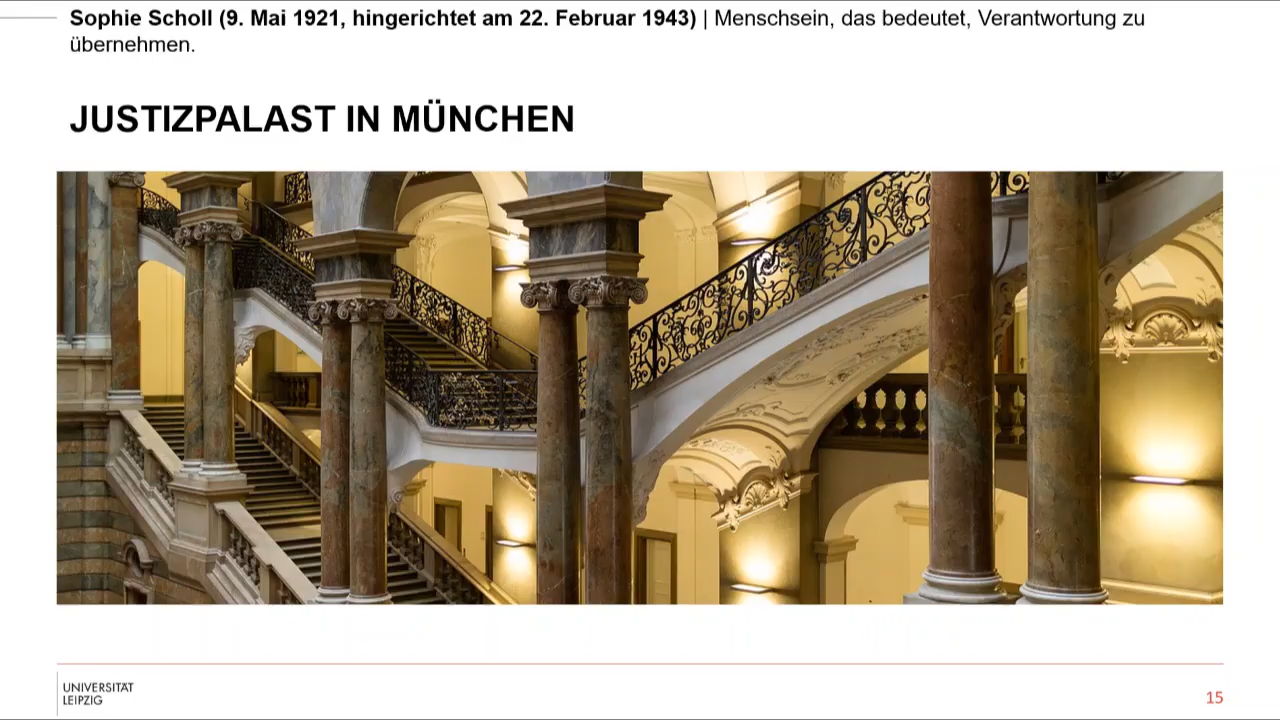 Sophie Scholl (9. Mai 1921, hingerichtet am 22. Februar 1943) | Menschsein, das bedeutet, Verantwortung zu
übernehmen.
JUSTIZPALAST IN MÜNCHEN
UNIVERSITÄT
LEIPZIG
15